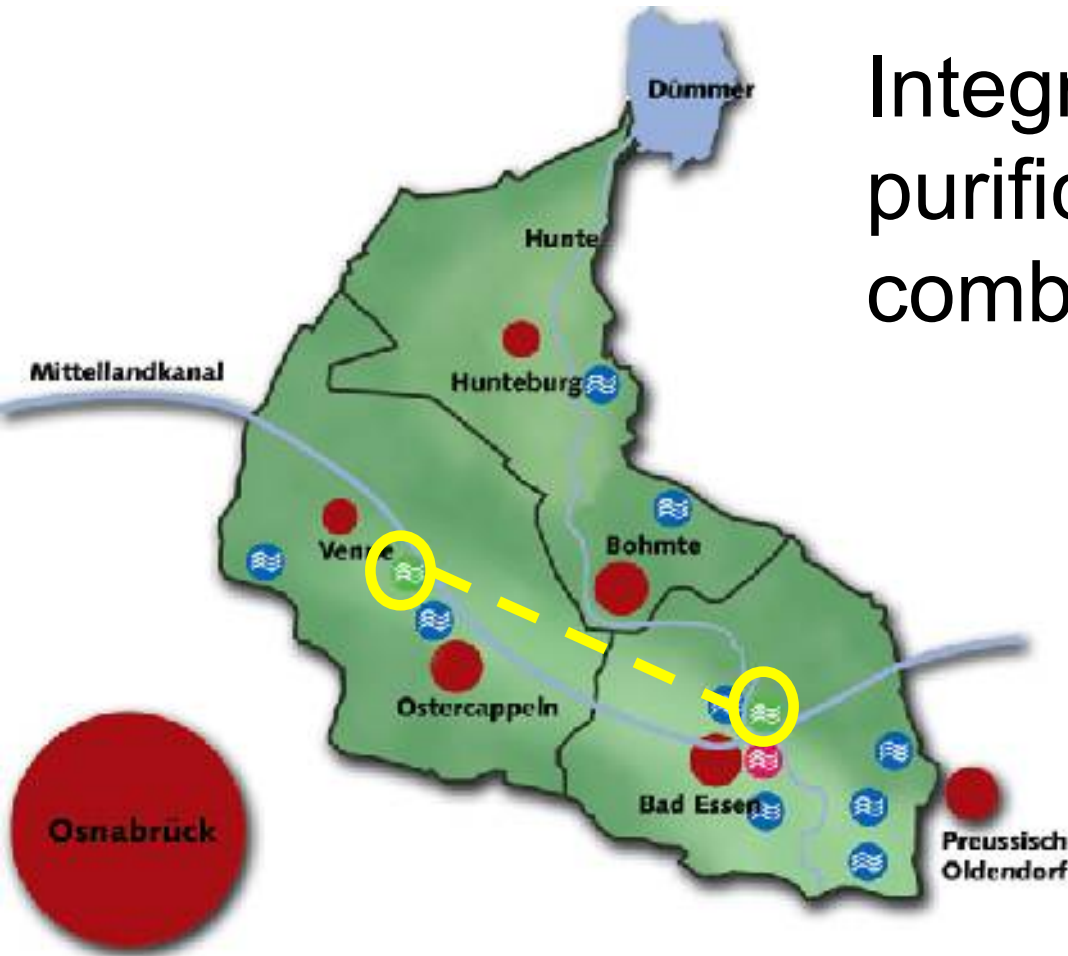 Dümmer
Integr
purific
comb
Hunte
Mittellandkanal
Hunteburg
Venne
Bohmte
Ostercappeln
Bad Essen
Osnabrück
Preussisch
Oldendorf